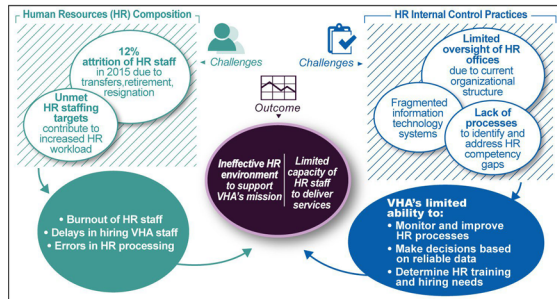 Human Resources (HR) Composition
12%
attrition of HR staff
in 2015 due to
transfers,retirement,
resignation
Unmet
HR staffing
targets
contribute to
increased HR
workload
Challenges
Challenges
Outcome
HR Internal Control Practices
Limited
oversight of HR
offices
due to current
organizational
structure
Fragmented
information
technology
systems
Lack of
processes
to identify and
address HR
competency
gaps
• Burnout of HR staff
• Delays in hiring VHA staff
• Errors in HR processing
Ineffective HR
environment
to support
VHA's mission
Limited
capacity of
HR staff
to deliver
services
VHA's limited
ability to:
• Monitor and improve
HR processes
• Make decisions based
on reliable data
• Determine HR training
and hiring needs